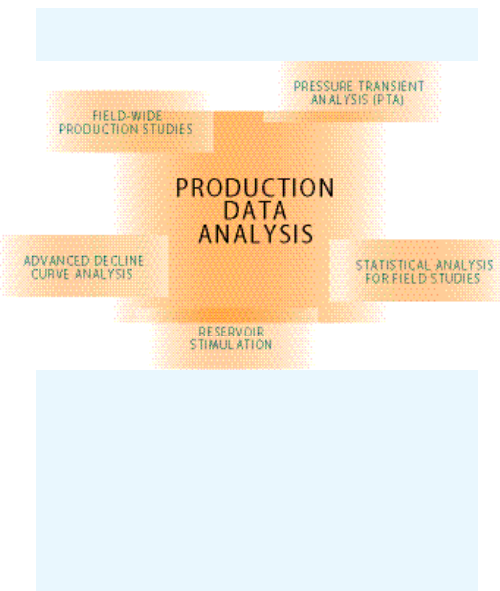 PRESSURE TRANSIENT
ANALYSIS (PTA)
FIELD-WIDE
PRODUCTION STUDIES
PRODUCTION
DATA
ANALYSIS
ADVANCED DECLINE
CURVE ANALYSIS
STATISTICAL ANALYSIS
FOR FIELD STUDIES
RESERVOIR
STIMULATION